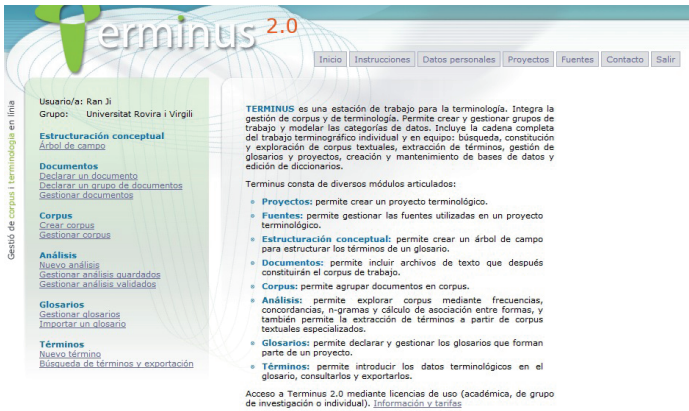 Terminus 2.0
Inicio
Instrucciones
Datos personales
Proyectos
Fuentes
Contacto
Salir
Gestió de corpus i terminologia en línia
Usuario/a: Ran Ji
Grupo: Universitat Rovira i Virgili
Estructuración conceptual
Árbol de campo
Documentos
Declarar un documento
Declarar un grupo de documentos
Gestionar documentos
Corpus
Crear corpus
Gestionar corpus
Análisis
Nuevo análisis
Gestionar análisis guardados
Gestionar análisis validados
Glosarios
Gestionar glosarios
Importar un glosario
Términos
Nuevo término
Búsqueda de términos y exportación
TERMINUS es una estación de trabajo para la terminología. Integra la
gestión de corpus y de terminología. Permite crear y gestionar grupos de
trabajo y modelar las categorías de datos. Incluye la cadena completa
del trabajo terminográfico individual y en equipo: búsqueda, constitución
y exploración de corpus textuales, extracción de términos, gestión de
glosarios y proyectos, creación y mantenimiento de bases de datos y
edición de diccionarios.
Terminus consta de diversos módulos articulados:
Proyectos: permite crear un proyecto terminológico.
Fuentes: permite gestionar las fuentes utilizadas en un proyecto
terminológico.
Estructuración conceptual: permite crear un árbol de campo
para estructurar los términos de un glosario.
Documentos: permite incluir archivos de texto que después
constituirán el corpus de trabajo.
Corpus: permite agrupar documentos en corpus.
Análisis: permite explorar corpus mediante frecuencias,
concordancias, n-gramas y cálculo de asociación entre formas, y
también permite la extracción de términos a partir de corpus
textuales especializados.
Glosarios: permite declarar y gestionar los glosarios que forman
parte de un proyecto.
Términos: permite introducir los datos terminológicos en el
glosario, consultarlos y exportarlos.
Acceso a Terminus 2.0 mediante licencias de uso (académica, de grupo
de investigación o individual). Información y tarifas